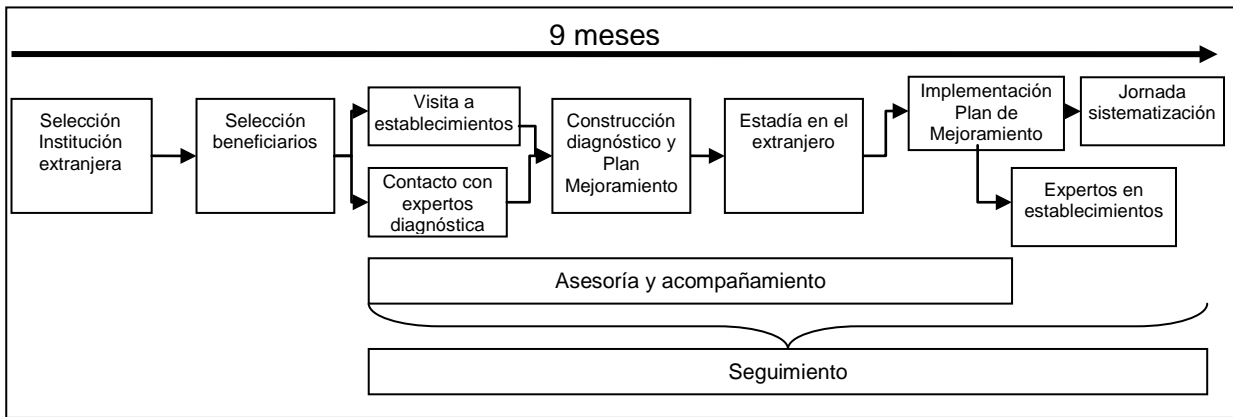 9 meses
Selección
Institución
extranjera
Selección
beneficiarios
Visita a
establecimientos
Contacto con
expertos
diagnóstica
Construcción
diagnóstico y
Plan
Mejoramiento
Estadía en el
extranjero
Implementación
Plan de
Mejoramiento
Jornada
sistematización
Expertos en
establecimientos
Asesoría y acompañamiento
Seguimiento